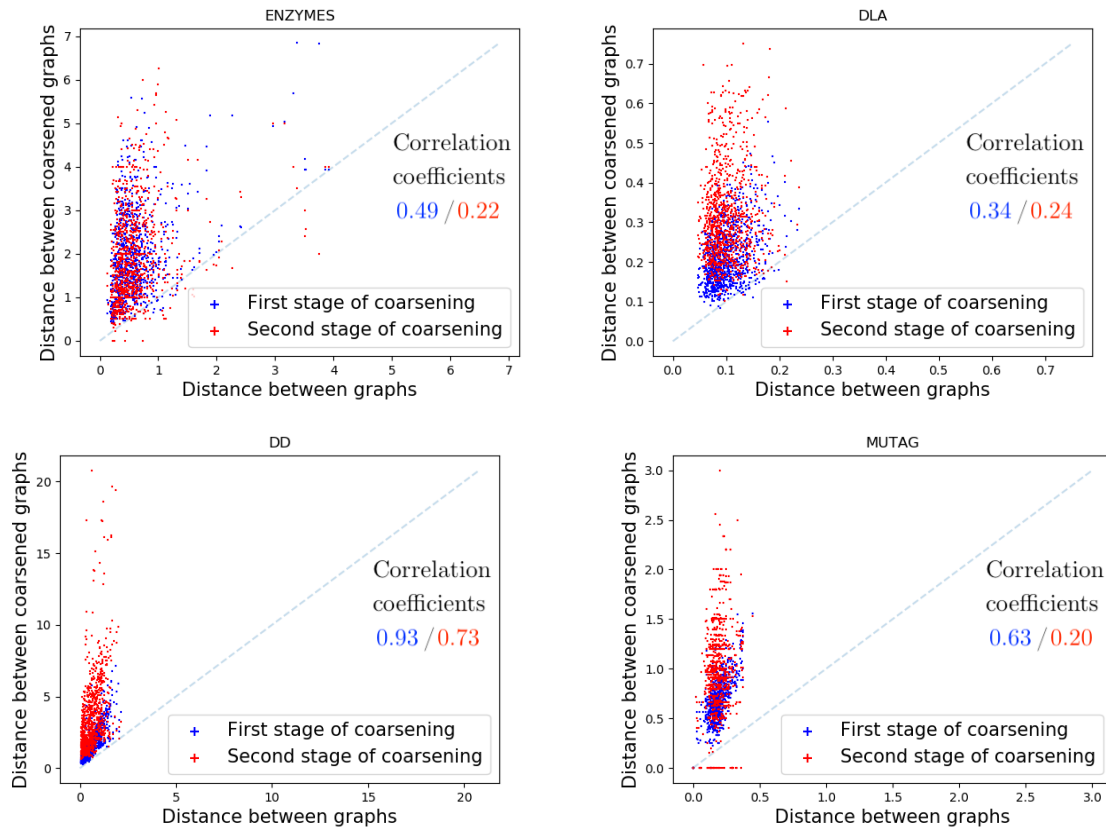 ENZYMES
Distance between coarsened graphs
7
6
5
4
3
2
1
0
Correlation
coefficients
0.49 / 0.22
First stage of coarsening
Second stage of coarsening
0 1 2 3 4 5 6 7
Distance between graphs
DLA
Distance between coarsened graphs
0.7
0.6
0.5
0.4
0.3
0.2
0.1
0.0
Correlation
coefficients
0.34 / 0.24
First stage of coarsening
Second stage of coarsening
0.0 0.1 0.2 0.3 0.4 0.5 0.6 0.7
Distance between graphs
DD
Distance between coarsened graphs
20
15
10
5
0
Correlation
coefficients
0.93 / 0.73
First stage of coarsening
Second stage of coarsening
0 5 10 15 20
Distance between graphs
MUTAG
Distance between coarsened graphs
3.0
2.5
2.0
1.5
1.0
0.5
0.0
Correlation
coefficients
0.63 / 0.20
First stage of coarsening
Second stage of coarsening
0.0 0.5 1.0 1.5 2.0 2.5 3.0
Distance between graphs